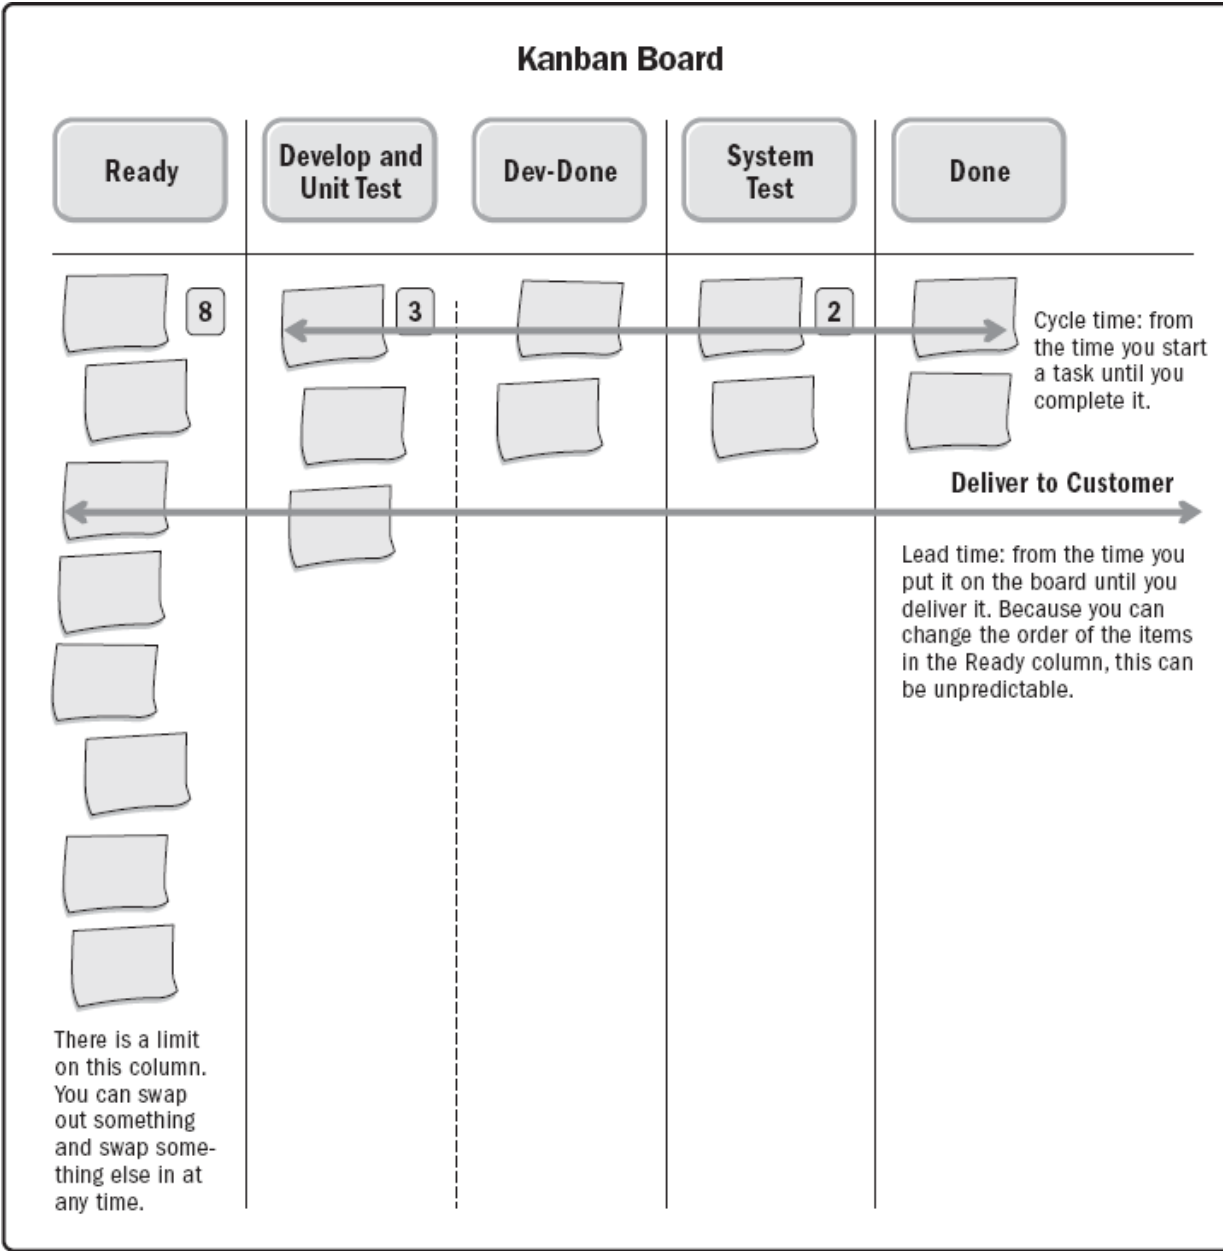 Kanban Board
Ready
Develop and
Unit Test
Dev-Done
System
Test
Done
8
3
2
Cycle time: from
the time you start
a task until you
complete it.
Deliver to Customer
Lead time: from the time you
put it on the board until you
deliver it. Because you can
change the order of the items
in the Ready column, this can
be unpredictable.
There is a limit
on this column.
You can swap
out something
and swap some-
thing else in at
any time.